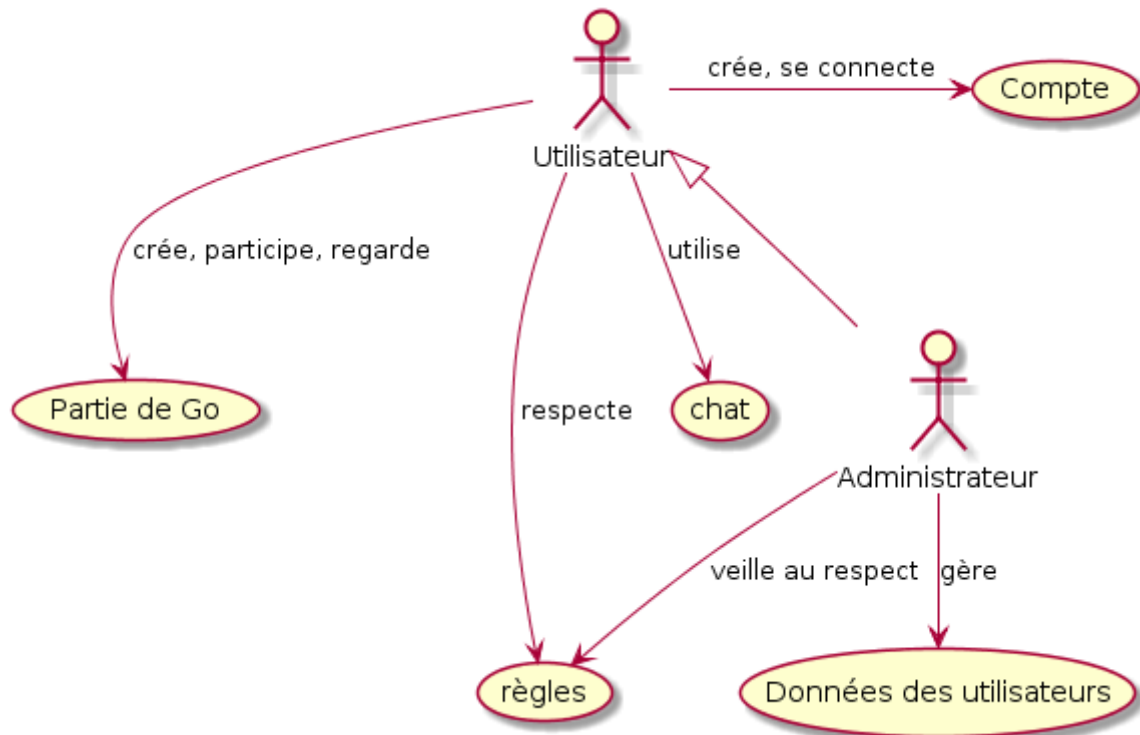 crée, se connecte
Compte
Utilisateur
crée, participe, regarde
utilise
Partie de Go
respecte
chat
Administrateur
veille au respect
gère
règles
Données des utilisateurs